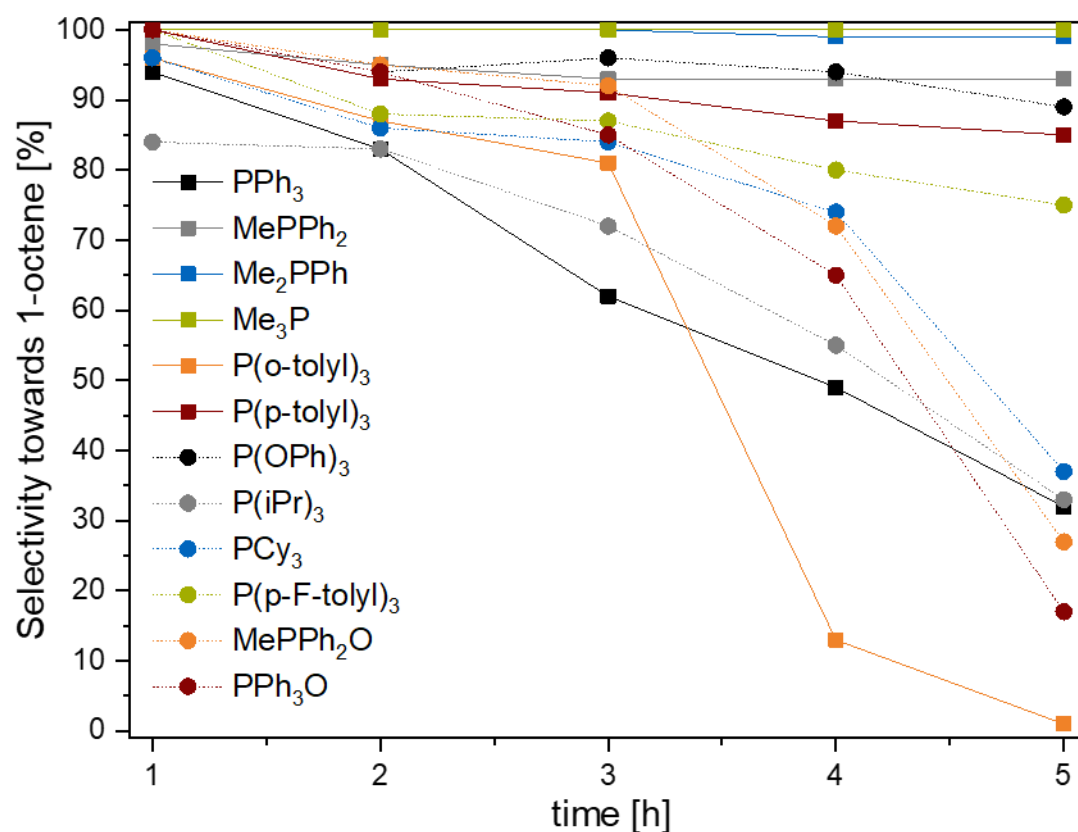 Selectivity towards 1-octene [%]
100
90
80
70
60
50
40
30
20
10
0
PPh₃
MePPh₂
Me₂PPh
Me₃P
P(o-tolyl)₃
P(p-tolyl)₃
P(OPh)₃
P(iPr)₃
PCy₃
P(p-F-tolyl)₃
MePPh₂O
PPh₃O
1 2 3 4 5
time [h]